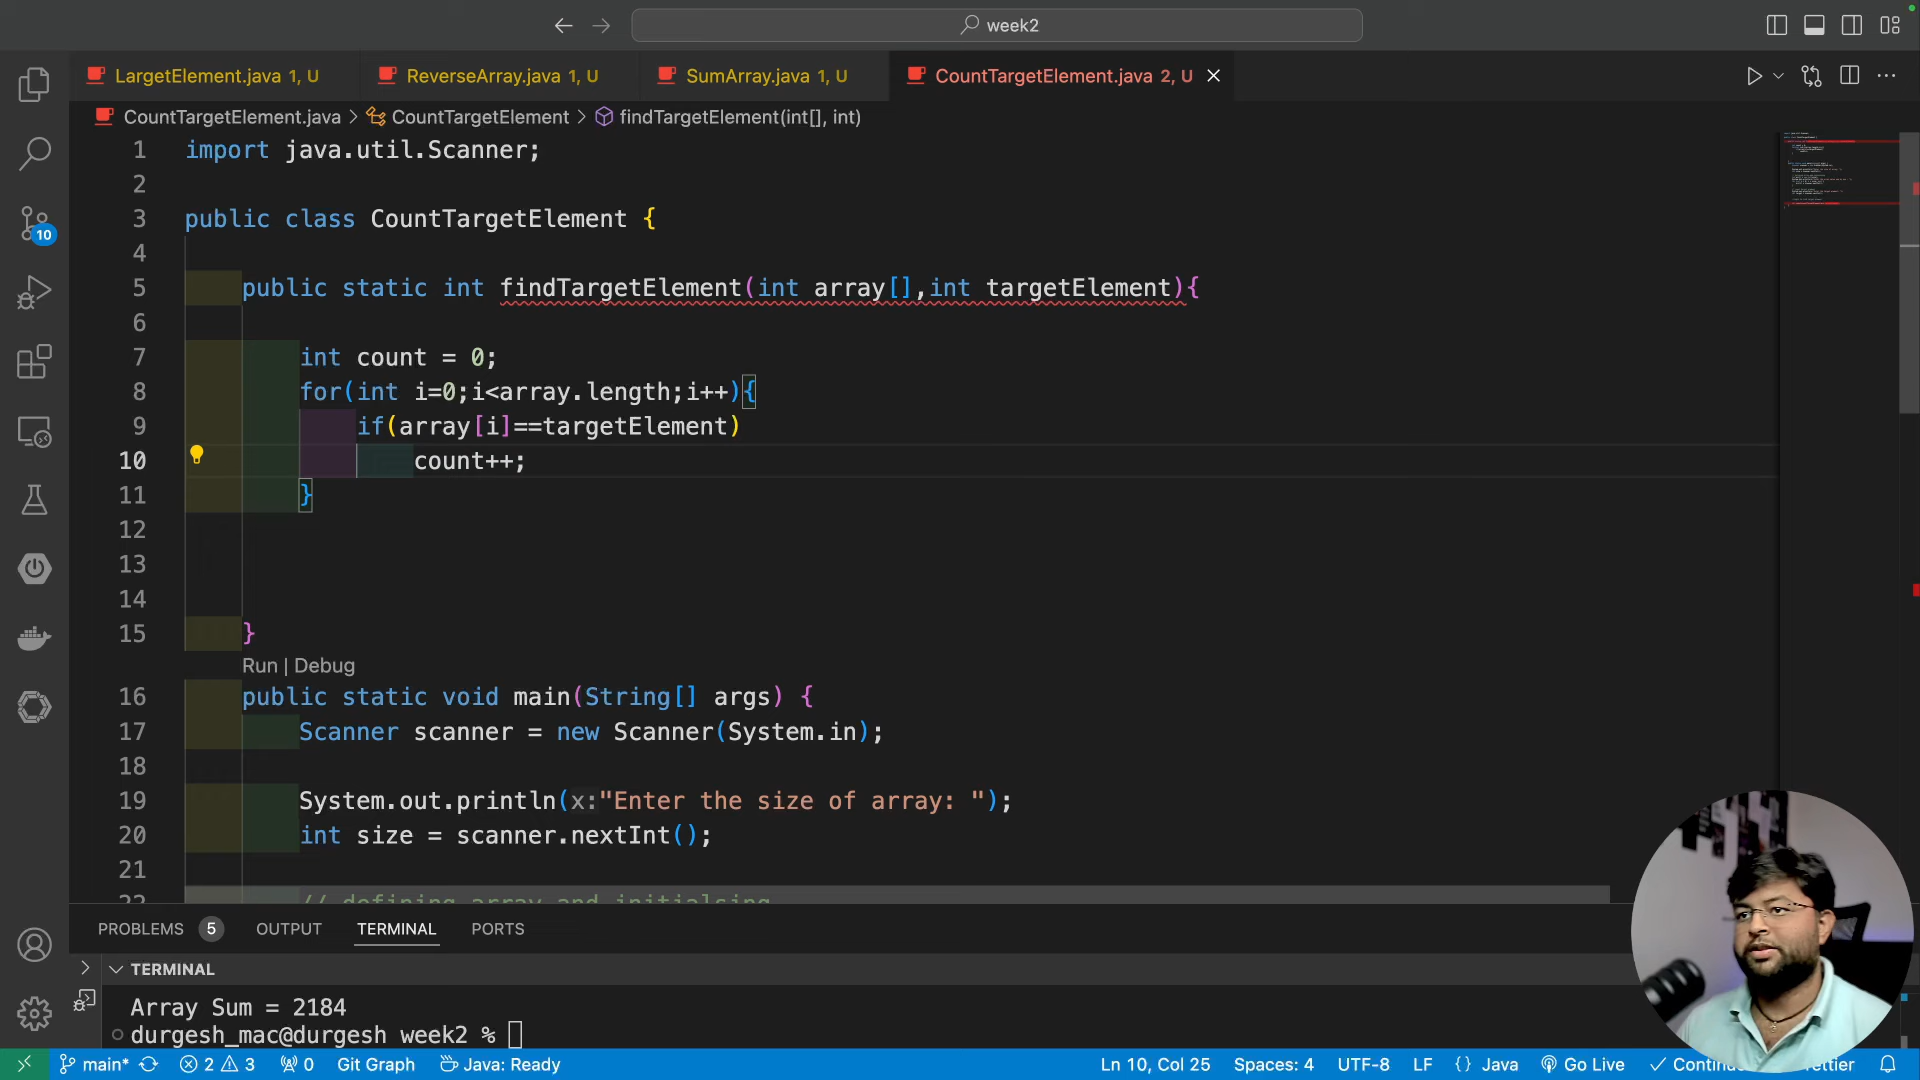 week2
LargetElement.java 1, U
ReverseArray.java 1, U
SumArray.java 1, U
CountTargetElement.java 2, U
CountTargetElement.java > CountTargetElement > findTargetElement(int[], int)
1 import java.util.Scanner;
2
3 public class CountTargetElement {
4
5 public static int findTargetElement(int array[],int targetElement){
6
7 int count = 0;
8 for(int i=0;i<array.length;i++){
9 if(array[i]==targetElement)
10 count++;
11 }
12
13
14
15 }
Run | Debug
16 public static void main(String[] args) {
17 Scanner scanner = new Scanner(System.in);
18
19 System.out.println(x:"Enter the size of array: ");
20 int size = scanner.nextInt();
21
22 // defining array and initialsing
10
PROBLEMS 5 OUTPUT TERMINAL PORTS
TERMINAL
Array Sum = 2184
durgesh_mac@durgesh week2 %
main* 2 3 0 Git Graph Java: Ready Ln 10, Col 25 Spaces: 4 UTF-8 LF {} Java Go Live